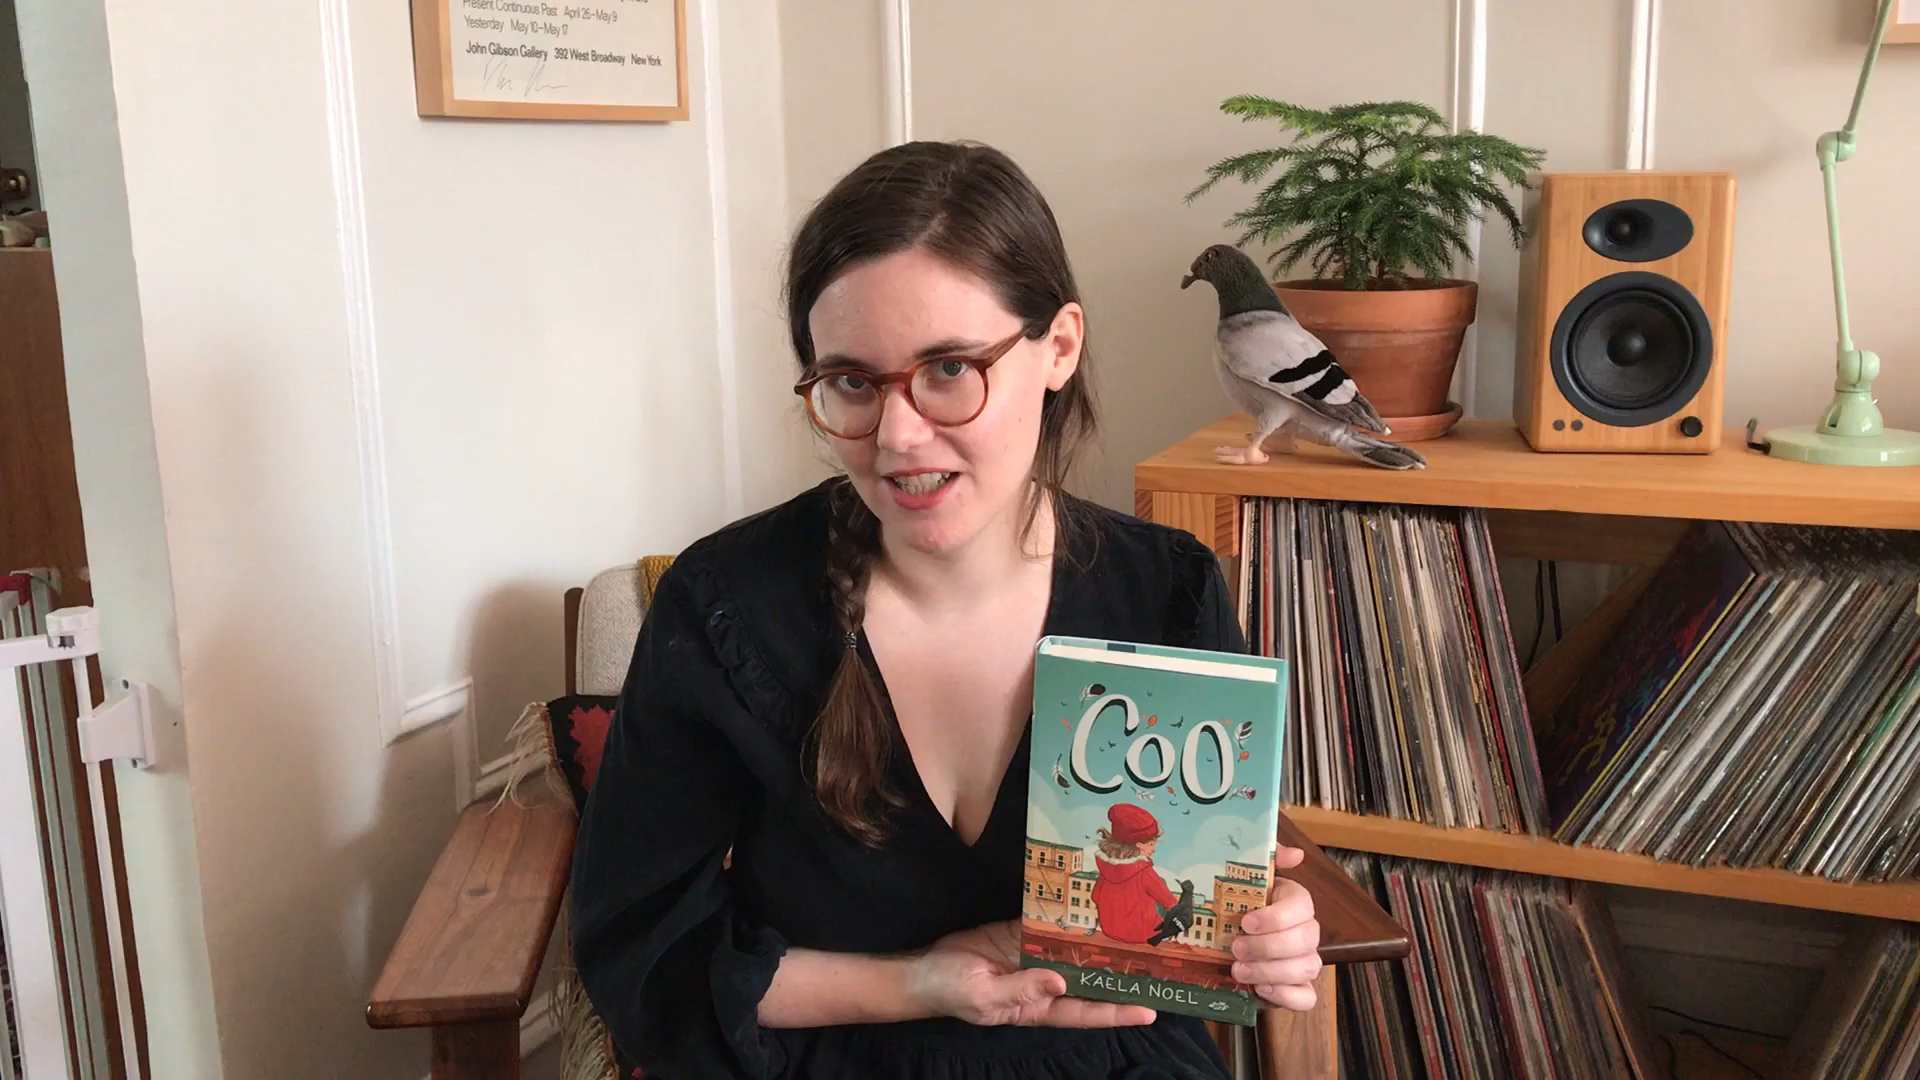 Present Continuous Past April 26–May 9
Yesterday May 10–May 17
John Gibson Gallery 392 West Broadway New York
Coo
KAELA NOEL